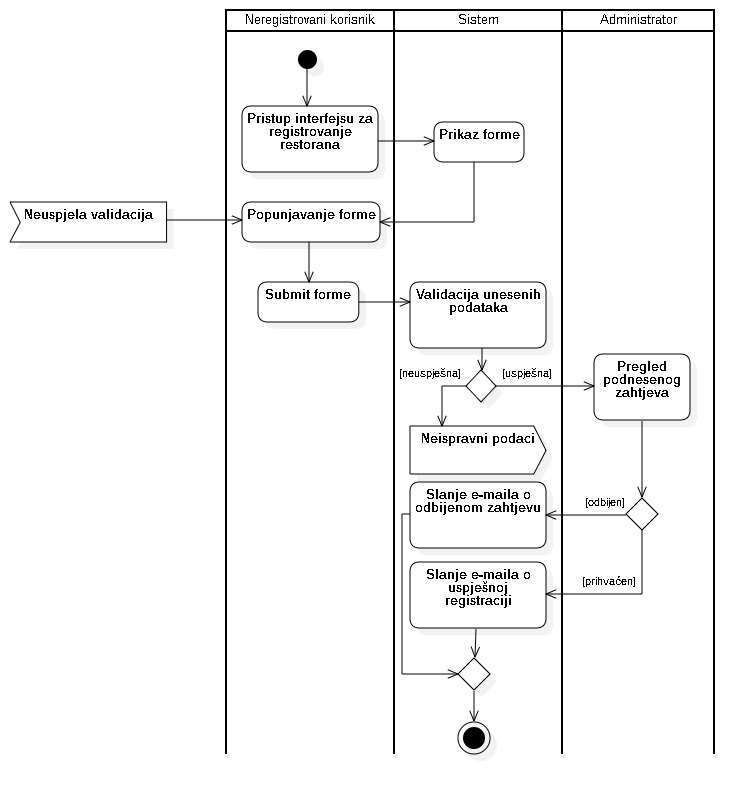 Neregistrovani korisnik
Sistem
Administrator
Pristup interfejsu za
registrovanje
restorana
Prikaz forme
Neuspjela validacija
Popunjavanje forme
Submit forme
Validacija unesenih
podataka
[neuspješna]
[uspješna]
Pregled
podnesenog
zahtjeva
Neispravni podaci
Slanje e-maila o
odbijenom zahtjevu
[odbijen]
Slanje e-maila o
uspješnoj
registraciji
[prihvaćen]